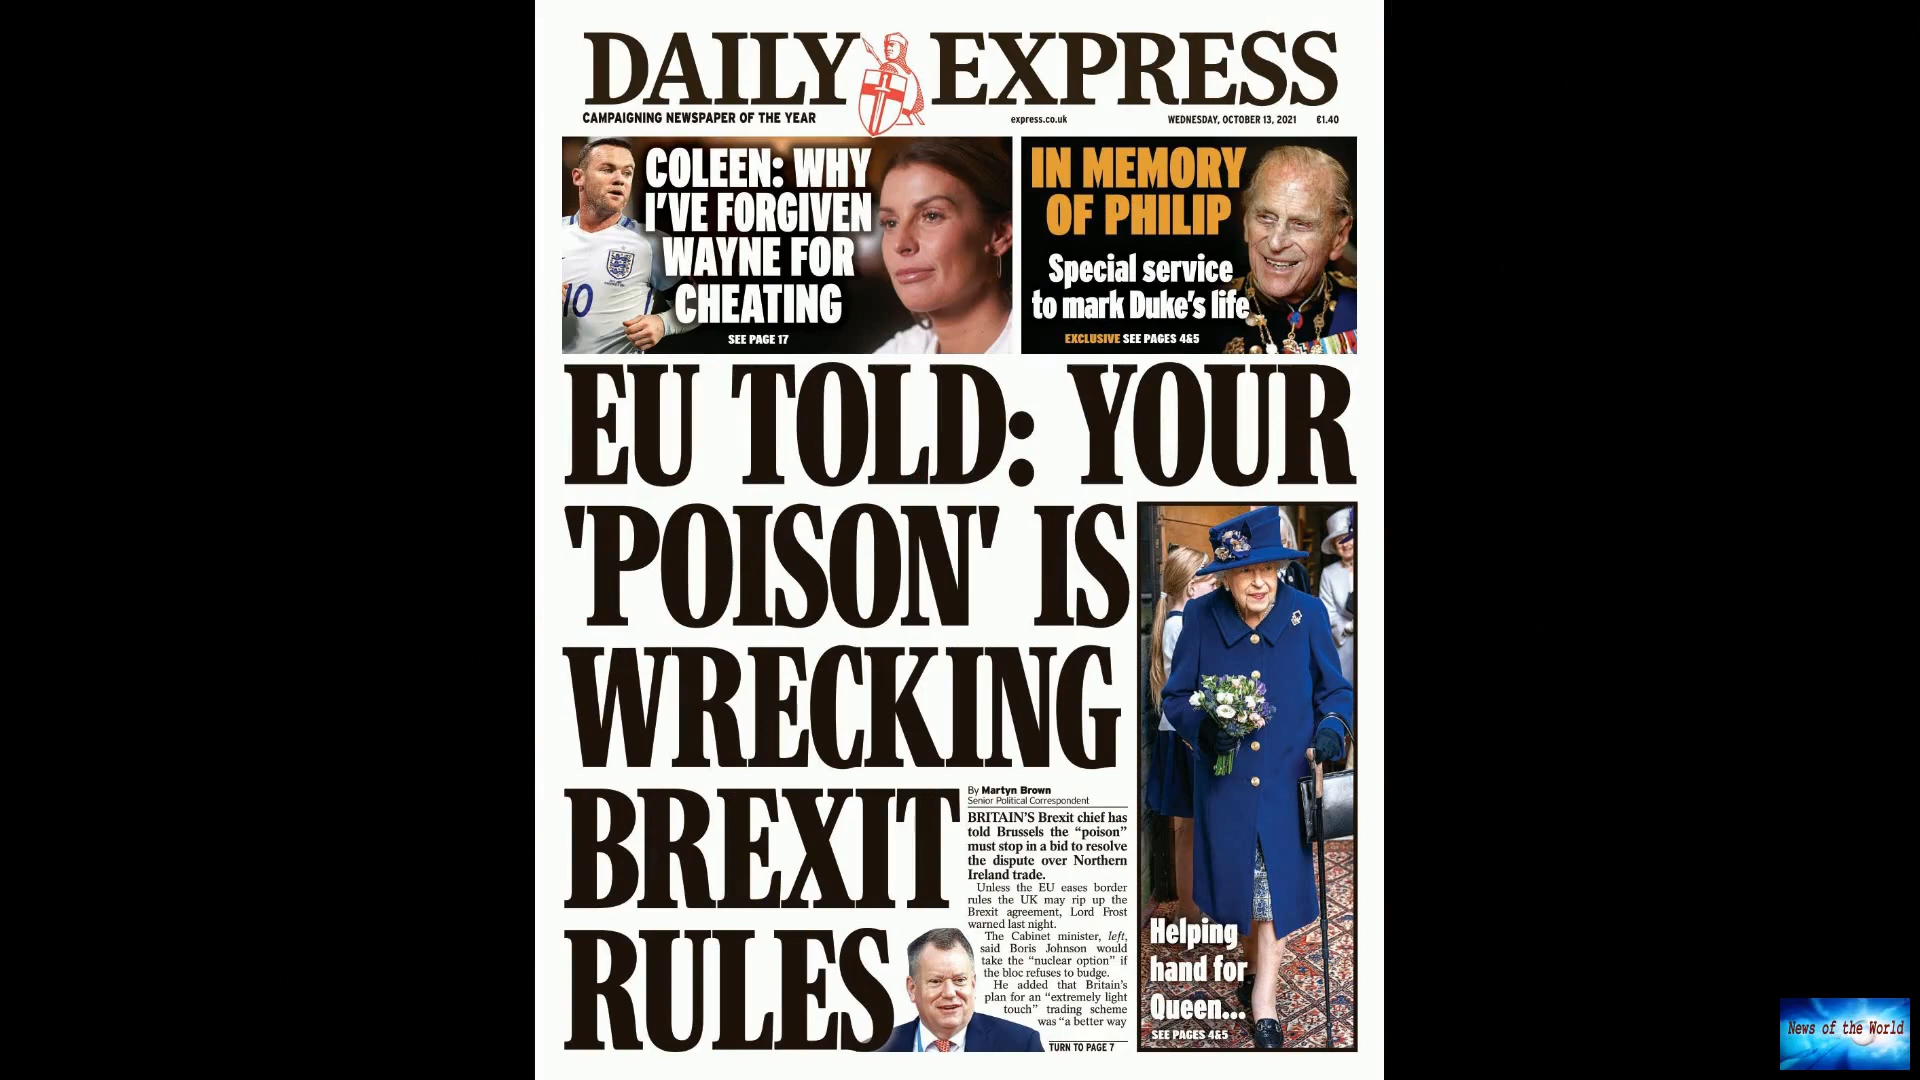 DAILY EXPRESS
CAMPAIGNING NEWSPAPER OF THE YEAR
express.co.uk
WEDNESDAY, OCTOBER 13, 2021 €1.40
10
COLEEN: WHY
I'VE FORGIVEN
WAYNE FOR
CHEATING
SEE PAGE 17
IN MEMORY
OF PHILIP
Special service
to mark Duke's life
EXCLUSIVE SEE PAGES 4&5
EU TOLD: YOUR
'POISON' IS
WRECKING
BREXIT
RULES
By Martyn Brown
Senior Political Correspondent
BRITAIN'S Brexit chief has
told Brussels the "poison"
must stop in a bid to resolve
the dispute over Northern
Ireland trade.
Unless the EU eases border
rules the UK may rip up the
Brexit agreement, Lord Frost
warned last night.
The Cabinet minister, left,
said Boris Johnson would
take the "nuclear option" if
the bloc refuses to budge.
He added that Britain's
plan for an "extremely light
touch" trading scheme
was "a better way
TURN TO PAGE 7
Helping
hand for
Queen...
SEE PAGES 4&5
News of the World